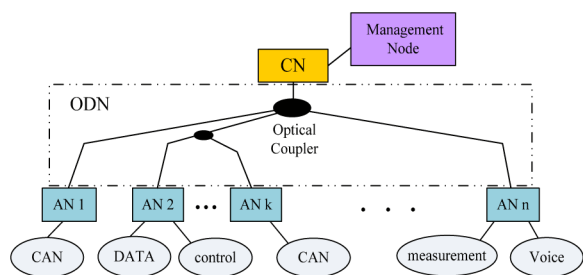 Management
Node
CN
ODN
Optical
Coupler
AN 1
AN 2
...
AN k
. . .
AN n
CAN
DATA
control
CAN
measurement
Voice